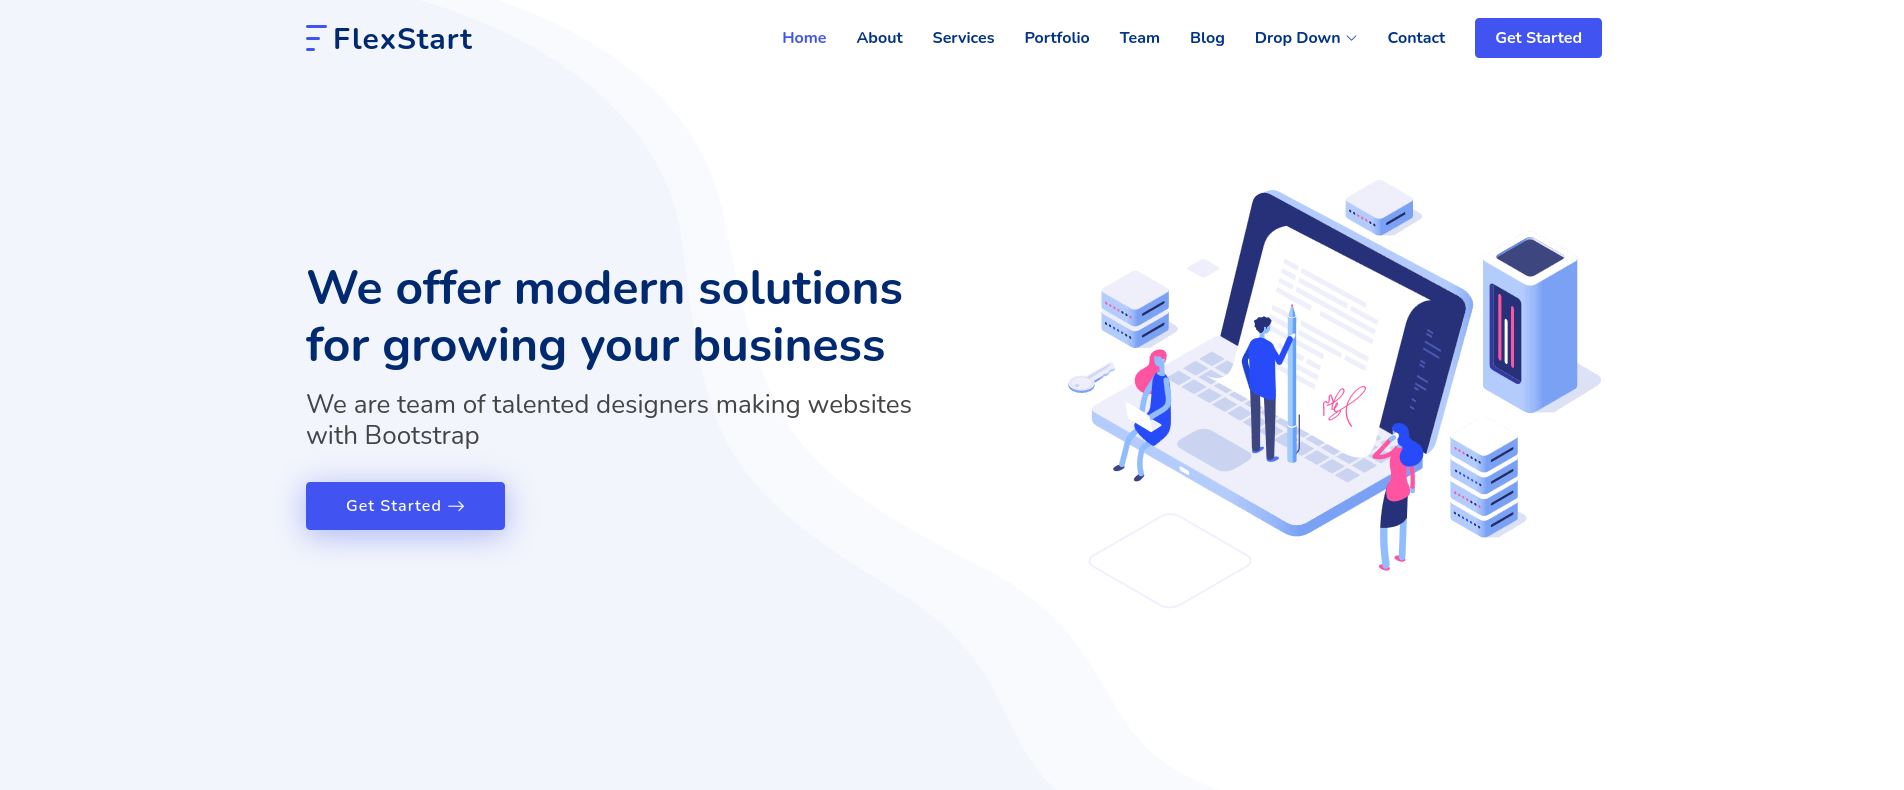 FlexStart
Home About Services Portfolio Team Blog Drop Down Contact Get Started
We offer modern solutions
for growing your business
We are team of talented designers making websites
with Bootstrap
Get Started →